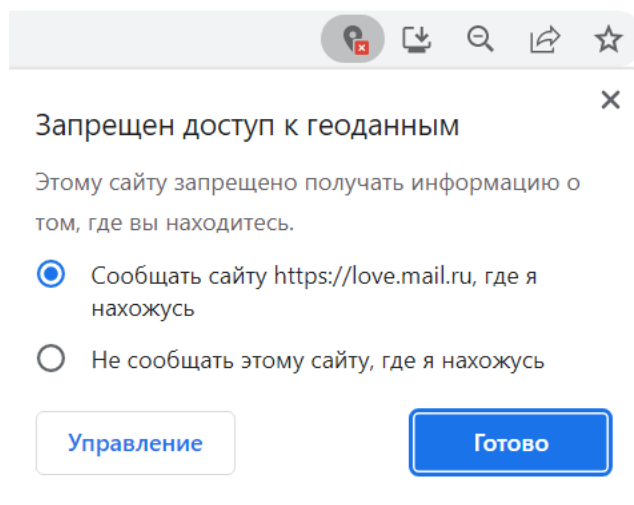 Запрещен доступ к геоданным
Этому сайту запрещено получать информацию о
том, где вы находитесь.
Сообщать сайту https://love.mail.ru, где я
нахожусь
Не сообщать этому сайту, где я нахожусь
Управление
Готово